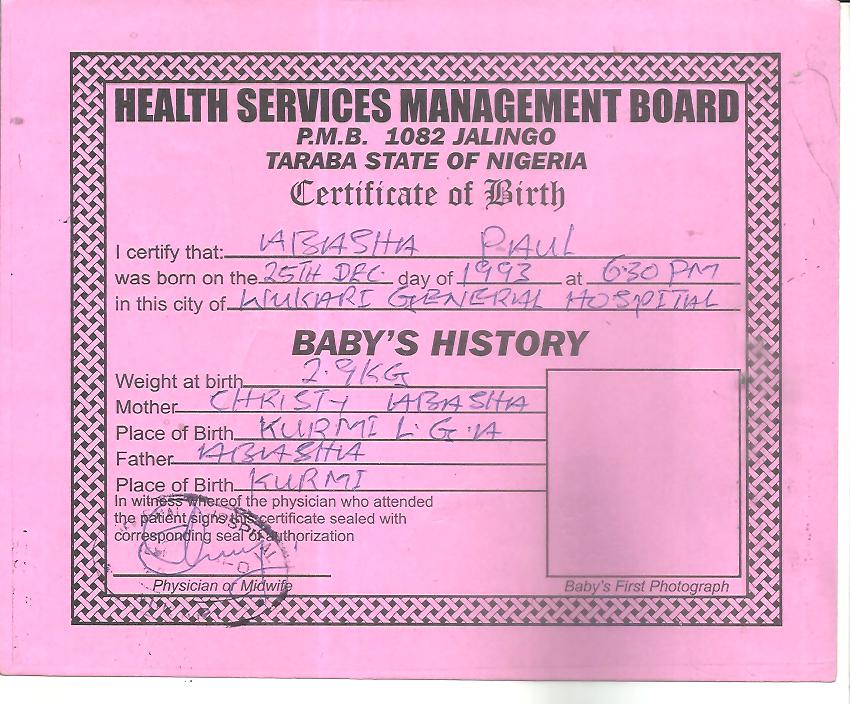 HEALTH SERVICES MANAGEMENT BOARD
P.M.B. 1082 JALINGO
TARABA STATE OF NIGERIA
Certificate of Birth
I certify that: ABASHA PAUL
was born on the 25TH DEC. day of 1993 at 6:30 PM
in this city of WUKARI GENERAL HOSPITAL
BABY'S HISTORY
Weight at birth 2.9KG
Mother CHRISTY ABASHA
Place of Birth KURMI L.G.A
Father ABASHA
Place of Birth KURMI
In witness whereof the physician who attended
the patient signs this certificate sealed with
corresponding seal of authorization
Physician or Midwife
Baby's First Photograph